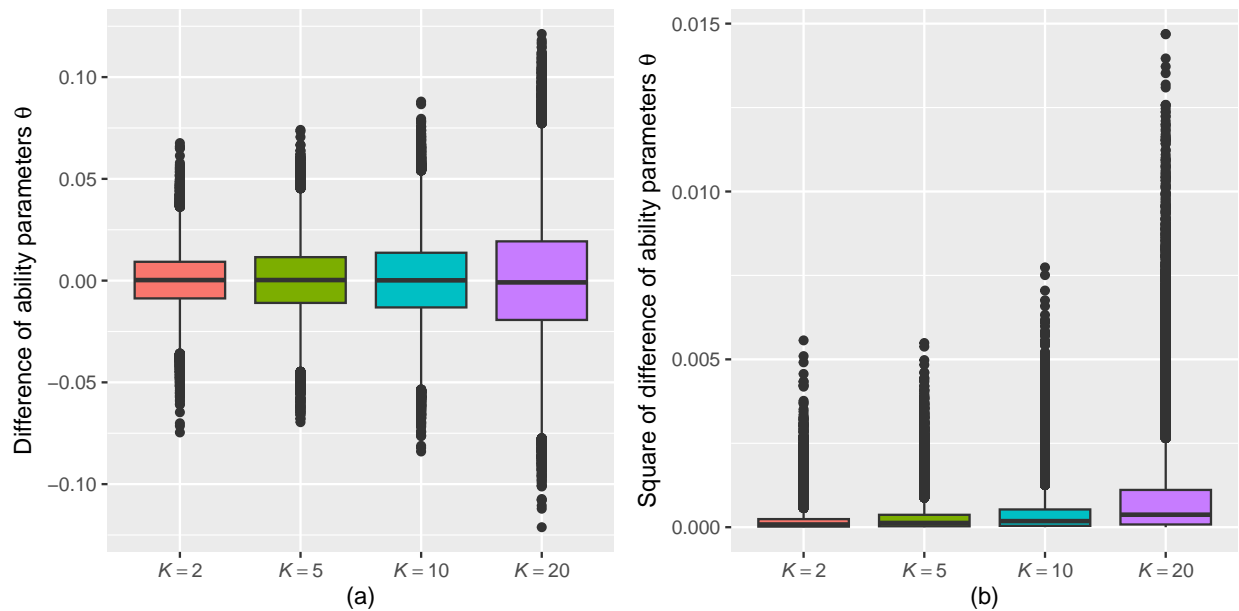 Difference of ability parameters θ
0.10
0.05
0.00
−0.05
−0.10
K = 2
K = 5
K = 10
K = 20
(a)
Square of difference of ability parameters θ
0.015
0.010
0.005
0.000
K = 2
K = 5
K = 10
K = 20
(b)